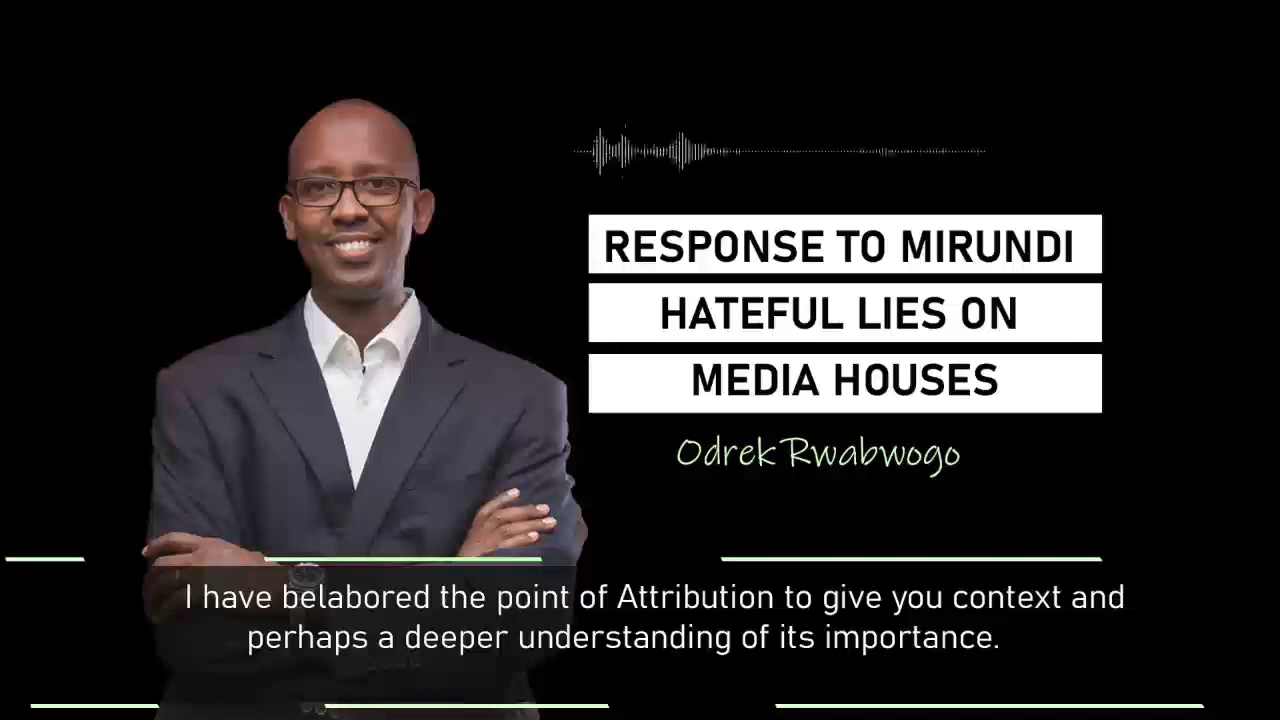 RESPONSE TO MIRUNDI
HATEFUL LIES ON
MEDIA HOUSES
Odrek Rwabwogo
I have belabored the point of Attribution to give you context and
perhaps a deeper understanding of its importance.